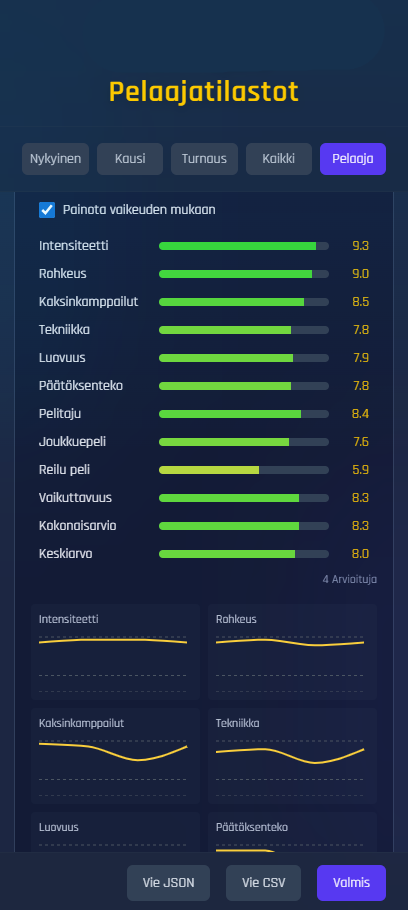 Pelaajatilastot
Nykyinen Kausi Turnaus Kaikki Pelaaja
Painota vaikeuden mukaan
Intensiteetti 9.3
Rohkeus 9.0
Kaksinkamppailut 8.5
Tekniikka 7.8
Luovuus 7.9
Päätöksenteko 7.8
Pelitaju 8.4
Joukkuepeli 7.6
Reilu peli 5.9
Vaikuttavuus 8.3
Kokonaisarvio 8.3
Keskiarvo 8.0
4 Arvioituja
Intensiteetti Rohkeus
Kaksinkamppailut Tekniikka
Luovuus Päätöksenteko
Vie JSON Vie CSV Valmis